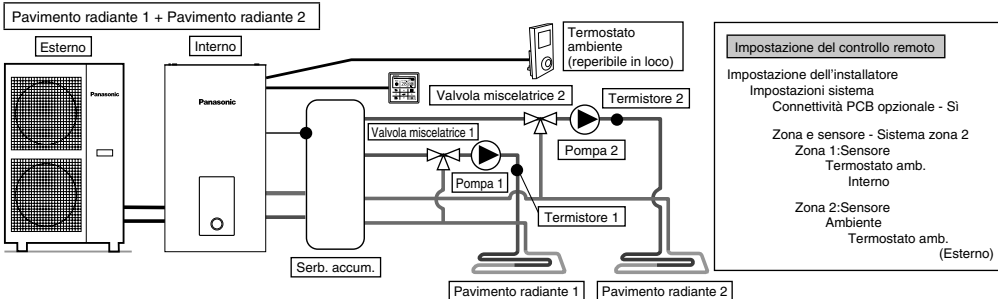 Pavimento radiante 1 + Pavimento radiante 2
Esterno
Interno
Panasonic
Panasonic
Termostato
ambiente
(reperibile in loco)
Valvola miscelatrice 2
Termistore 2
Valvola miscelatrice 1
Pompa 2
Pompa 1
Termistore 1
Serb. accum.
Pavimento radiante 1
Pavimento radiante 2
Impostazione del controllo remoto
Impostazione dell'installatore
Impostazioni sistema
Connettività PCB opzionale - Sì
Zona e sensore - Sistema zona 2
Zona 1:Sensore
Termostato amb.
Interno
Zona 2:Sensore
Ambiente
Termostato amb.
(Esterno)